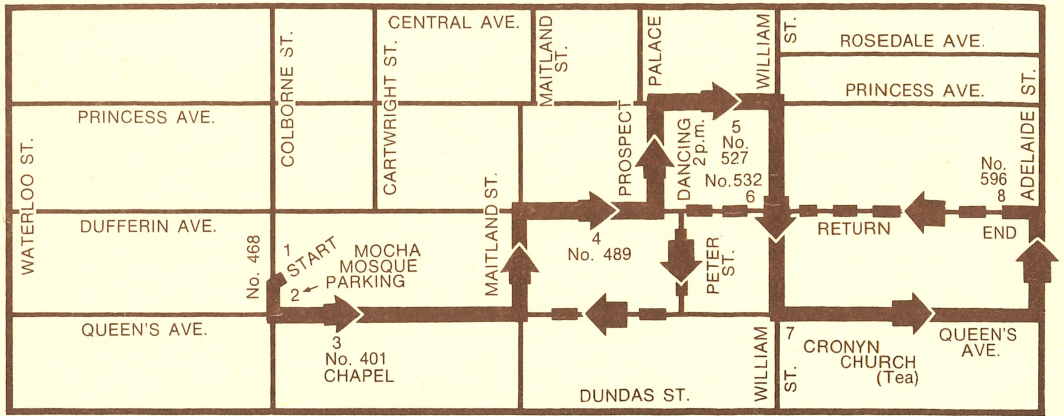 CENTRAL AVE.
MAITLAND
ST.
PALACE
WILLIAM
ST.
ROSEDALE AVE.
COLBORNE ST.
CARTWRIGHT ST.
PRINCESS AVE.
PRINCESS AVE.
ST.
ADELAIDE
WATERLOO ST.
PROSPECT
DANCING
2 p.m.
5
No.
527
No. 532
6
No.
596
8
MAITLAND ST.
DUFFERIN AVE.
4
No. 489
PETER
ST.
RETURN
END
No. 468
1
START
MOCHA
MOSQUE
PARKING
2
QUEEN'S AVE.
3
No. 401
CHAPEL
DUNDAS ST.
WILLIAM
ST.
7
CRONYN
CHURCH
(Tea)
QUEEN'S
AVE.